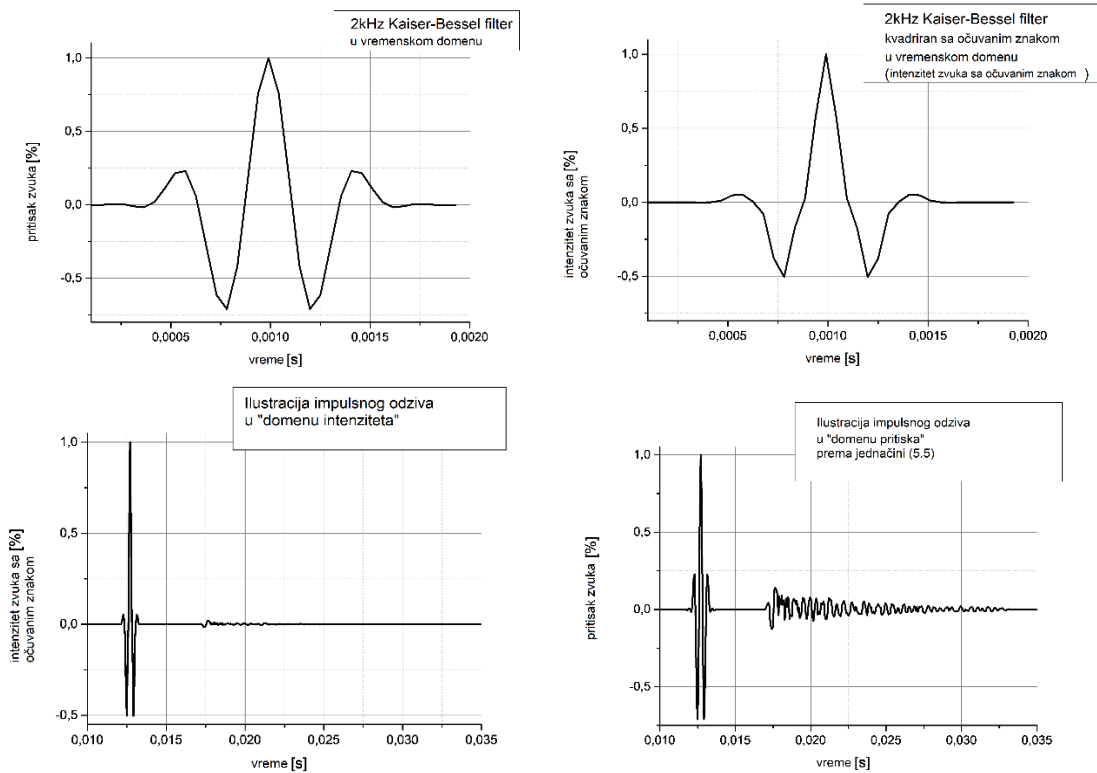 2kHz Kaiser-Bessel filter
u vremenskom domenu
1,0
0,5
0,0
-0,5
pritisak zvuka [%]
0,0005
0,0010
0,0015
0,0020
vreme [s]
2kHz Kaiser-Bessel filter
kvadriran sa očuvanim znakom
u vremenskom domenu
(intenzitet zvuka sa očuvanim znakom )
1,0
0,5
0,0
-0,5
intenzitet zvuka sa [%]
očuvanim znakom
0,0005
0,0010
0,0015
0,0020
vreme [s]
Ilustracija impulsnog odziva
u "domenu intenziteta"
1,0
0,5
0,0
-0,5
intenzitet zvuka sa [%]
očuvanim znakom
0,010
0,015
0,020
0,025
0,030
0,035
vreme [s]
Ilustracija impulsnog odziva
u "domenu pritiska"
prema jednačini (5.5)
1,0
0,5
0,0
-0,5
pritisak zvuka [%]
0,010
0,015
0,020
0,025
0,030
0,035
vreme [s]